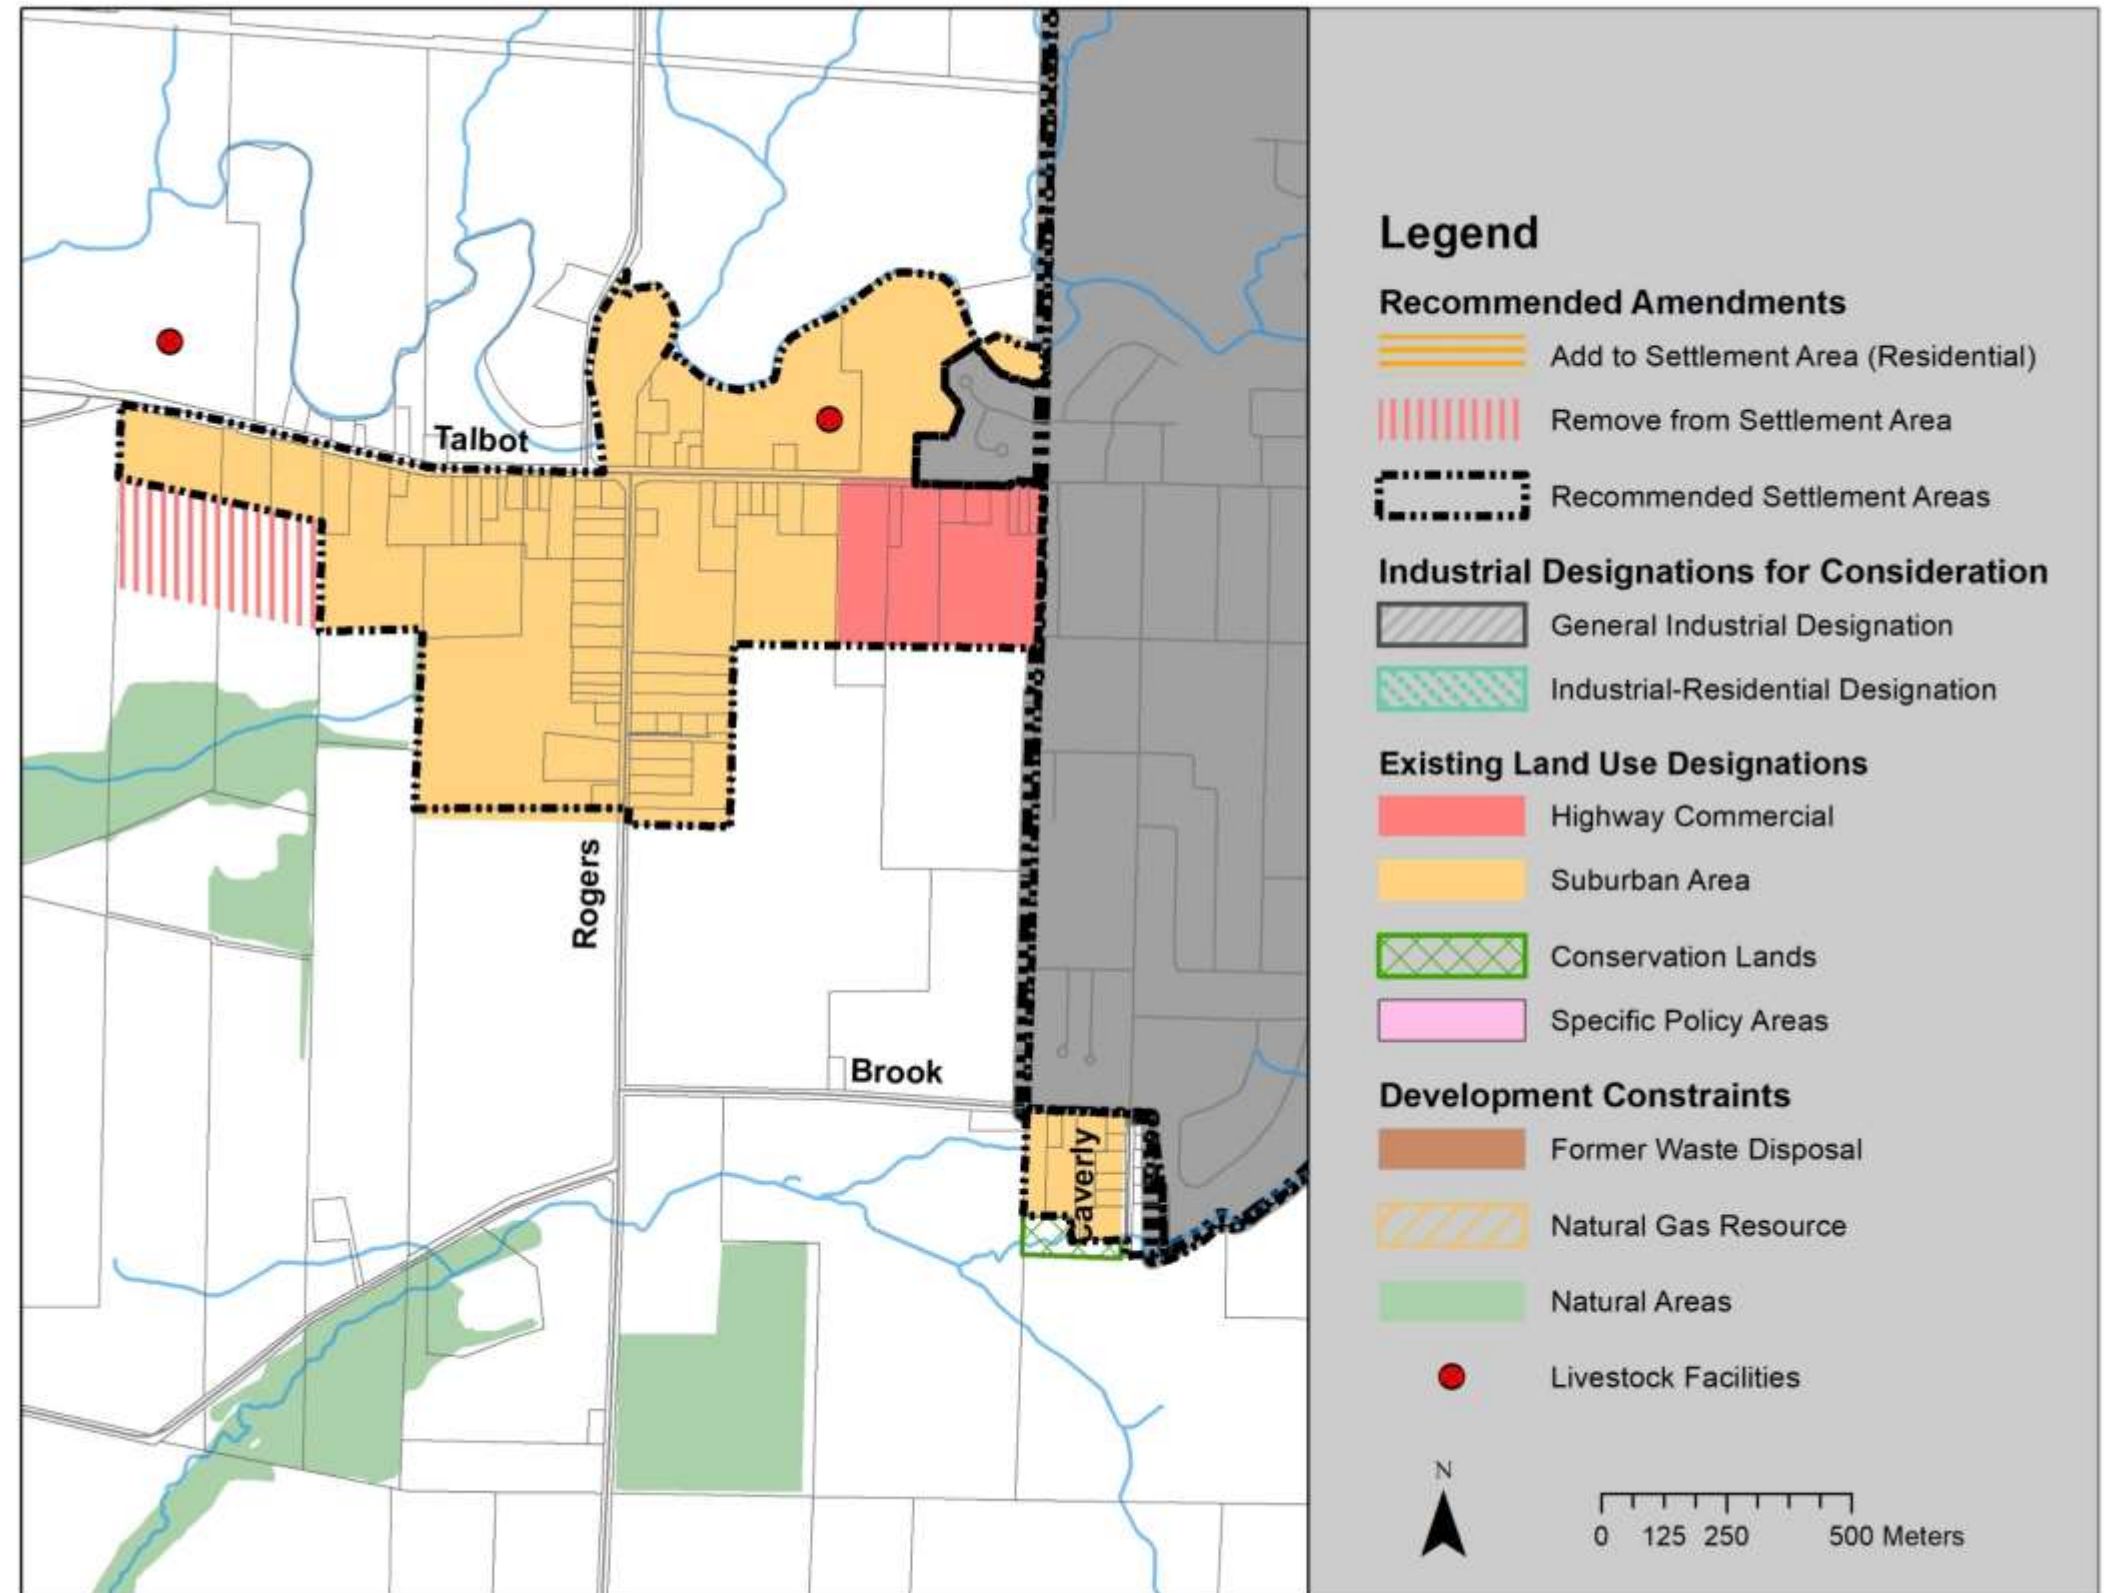 Talbot
Rogers
Brook
Caverly
Legend
Recommended Amendments
Add to Settlement Area (Residential)
Remove from Settlement Area
Recommended Settlement Areas
Industrial Designations for Consideration
General Industrial Designation
Industrial-Residential Designation
Existing Land Use Designations
Highway Commercial
Suburban Area
Conservation Lands
Specific Policy Areas
Development Constraints
Former Waste Disposal
Natural Gas Resource
Natural Areas
Livestock Facilities
N
0 125 250 500 Meters